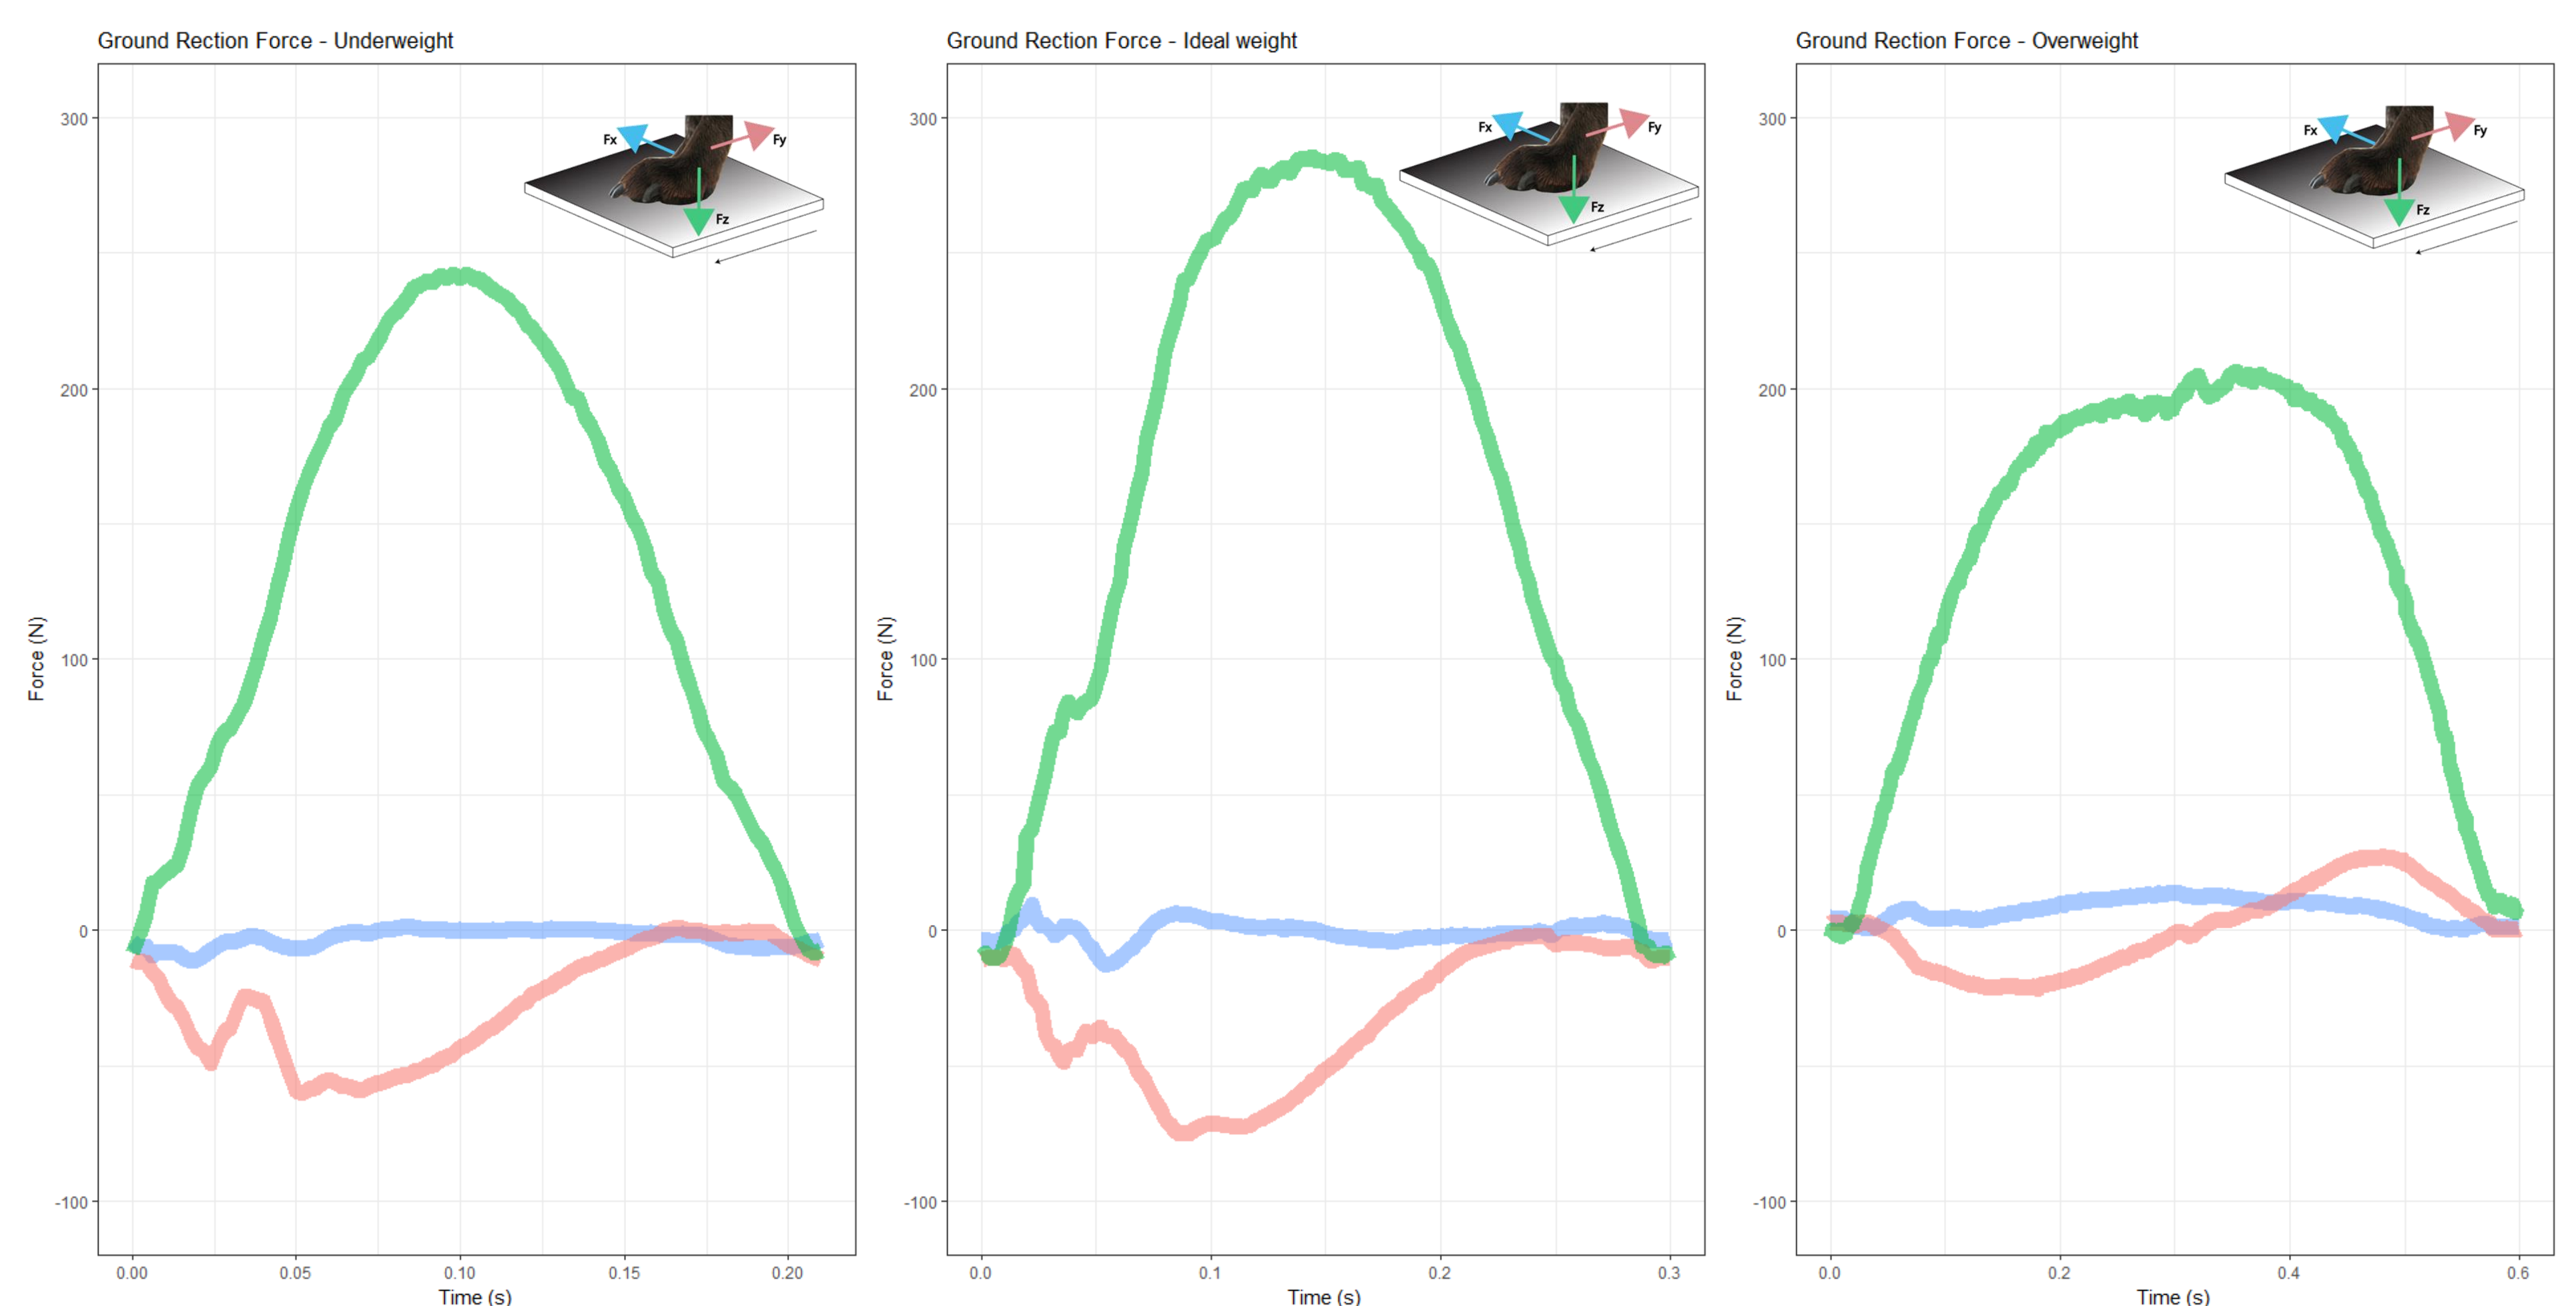 Ground Rection Force - Underweight
300
200
100
0
-100
Force (N)
0.00 0.05 0.10 0.15 0.20
Time (s)
Fx
Fy
Fz
Ground Rection Force - Ideal weight
300
200
100
0
-100
Force (N)
0.0 0.1 0.2 0.3
Time (s)
Fx
Fy
Fz
Ground Rection Force - Overweight
300
200
100
0
-100
Force (N)
0.0 0.2 0.4 0.6
Time (s)
Fx
Fy
Fz